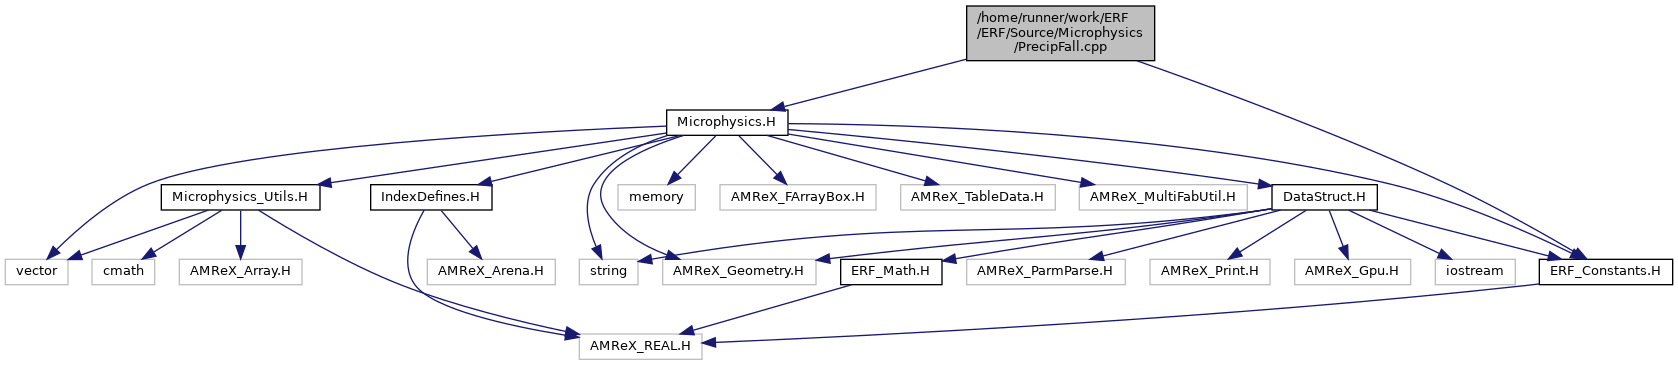 /home/runner/work/ERF
/ERF/Source/Microphysics
/PrecipFall.cpp
Microphysics.H
Microphysics_Utils.H
IndexDefines.H
memory
AMReX_FArrayBox.H
AMReX_TableData.H
AMReX_MultiFabUtil.H
DataStruct.H
vector
cmath
AMReX_Array.H
AMReX_Arena.H
string
AMReX_Geometry.H
ERF_Math.H
AMReX_ParmParse.H
AMReX_Print.H
AMReX_Gpu.H
iostream
ERF_Constants.H
AMReX_REAL.H